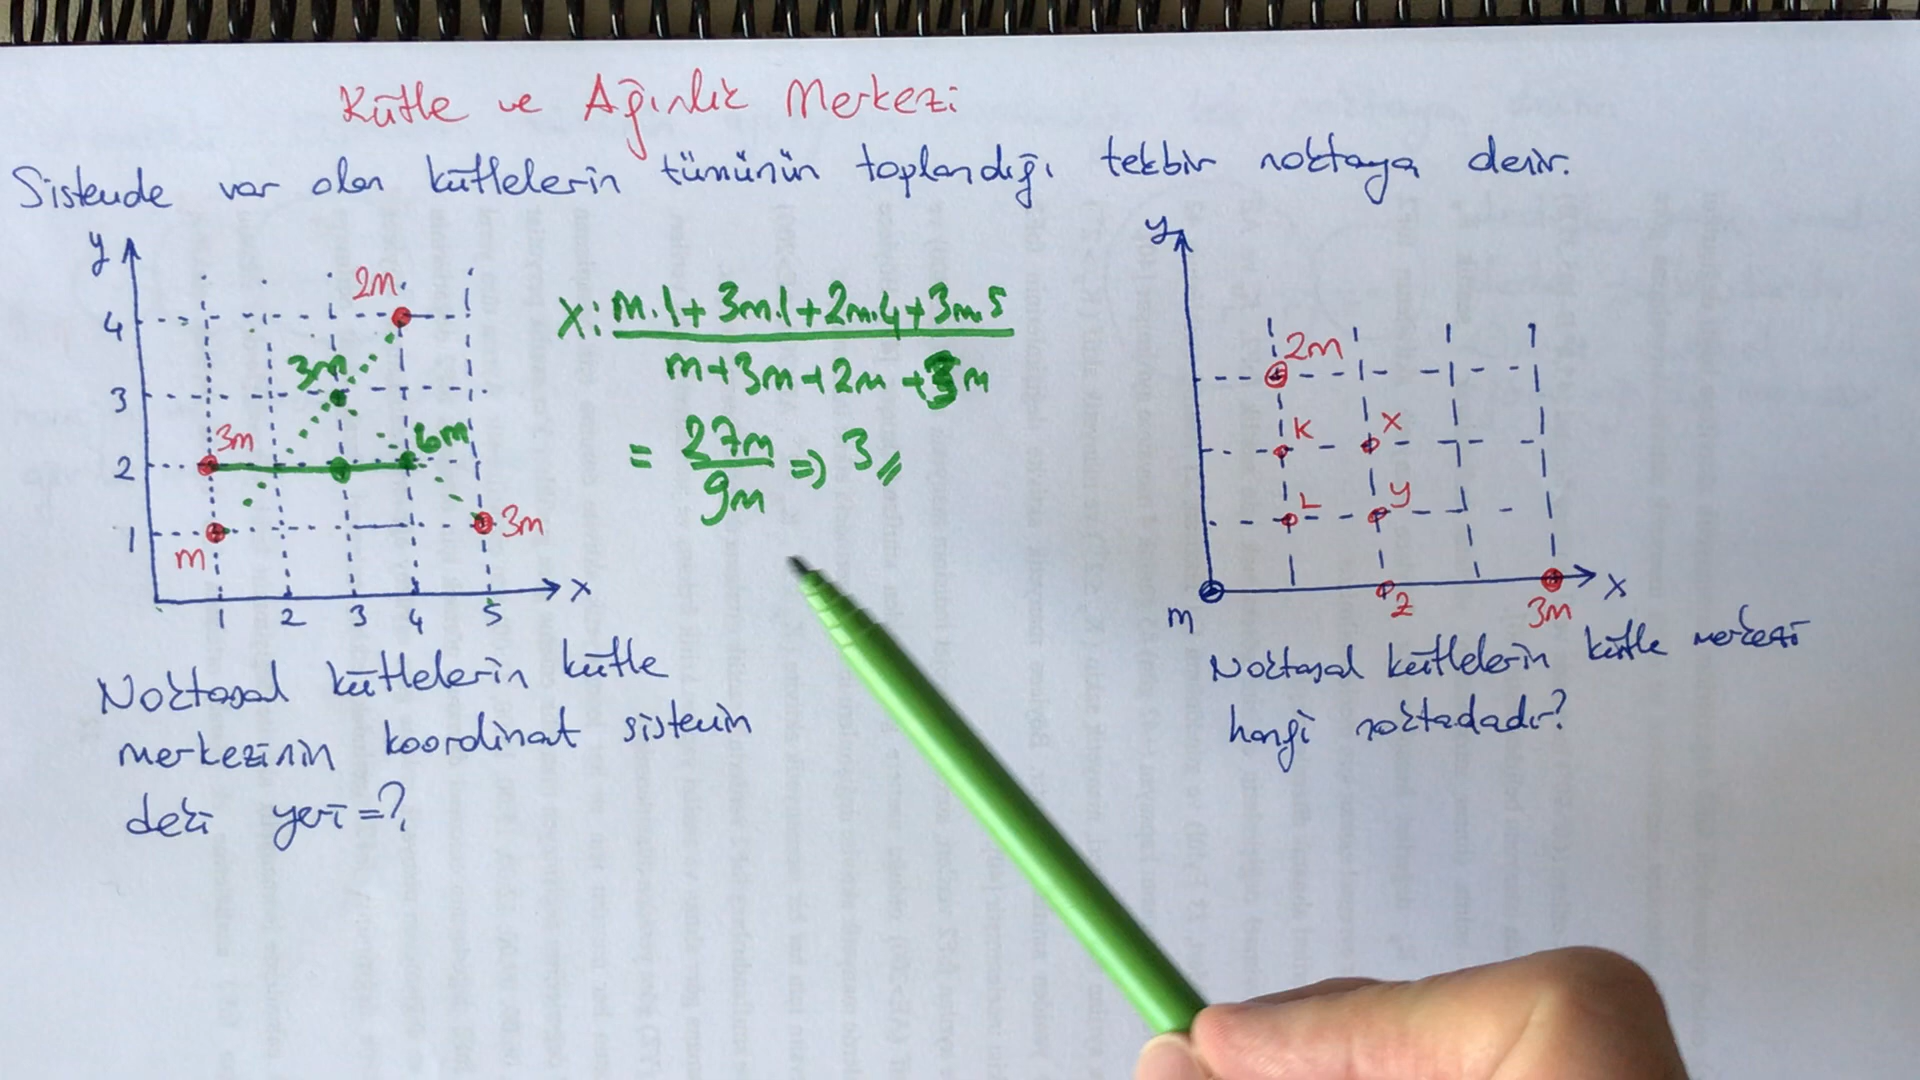 Kütle ve Ağırlık Merkezi
Sistemde var olan kütlelerin tümünün toplandığı tekbir noktaya denir.
y
4
3
2
1
1 2 3 4 5
x
2m
3m
3m
6m
m
3m
X: m.1+3m.1+2m.4+3m.5
m+3m+2m+3m
= 27m
9m
=> 3
Noktasal kütlelerin kütle
merkezinin koordinat sistemin
deki yeri=?
y
2m
K X
L y
m z 3m x
Noktasal kütlelerin kütle merkezi
hangi noktadadır?